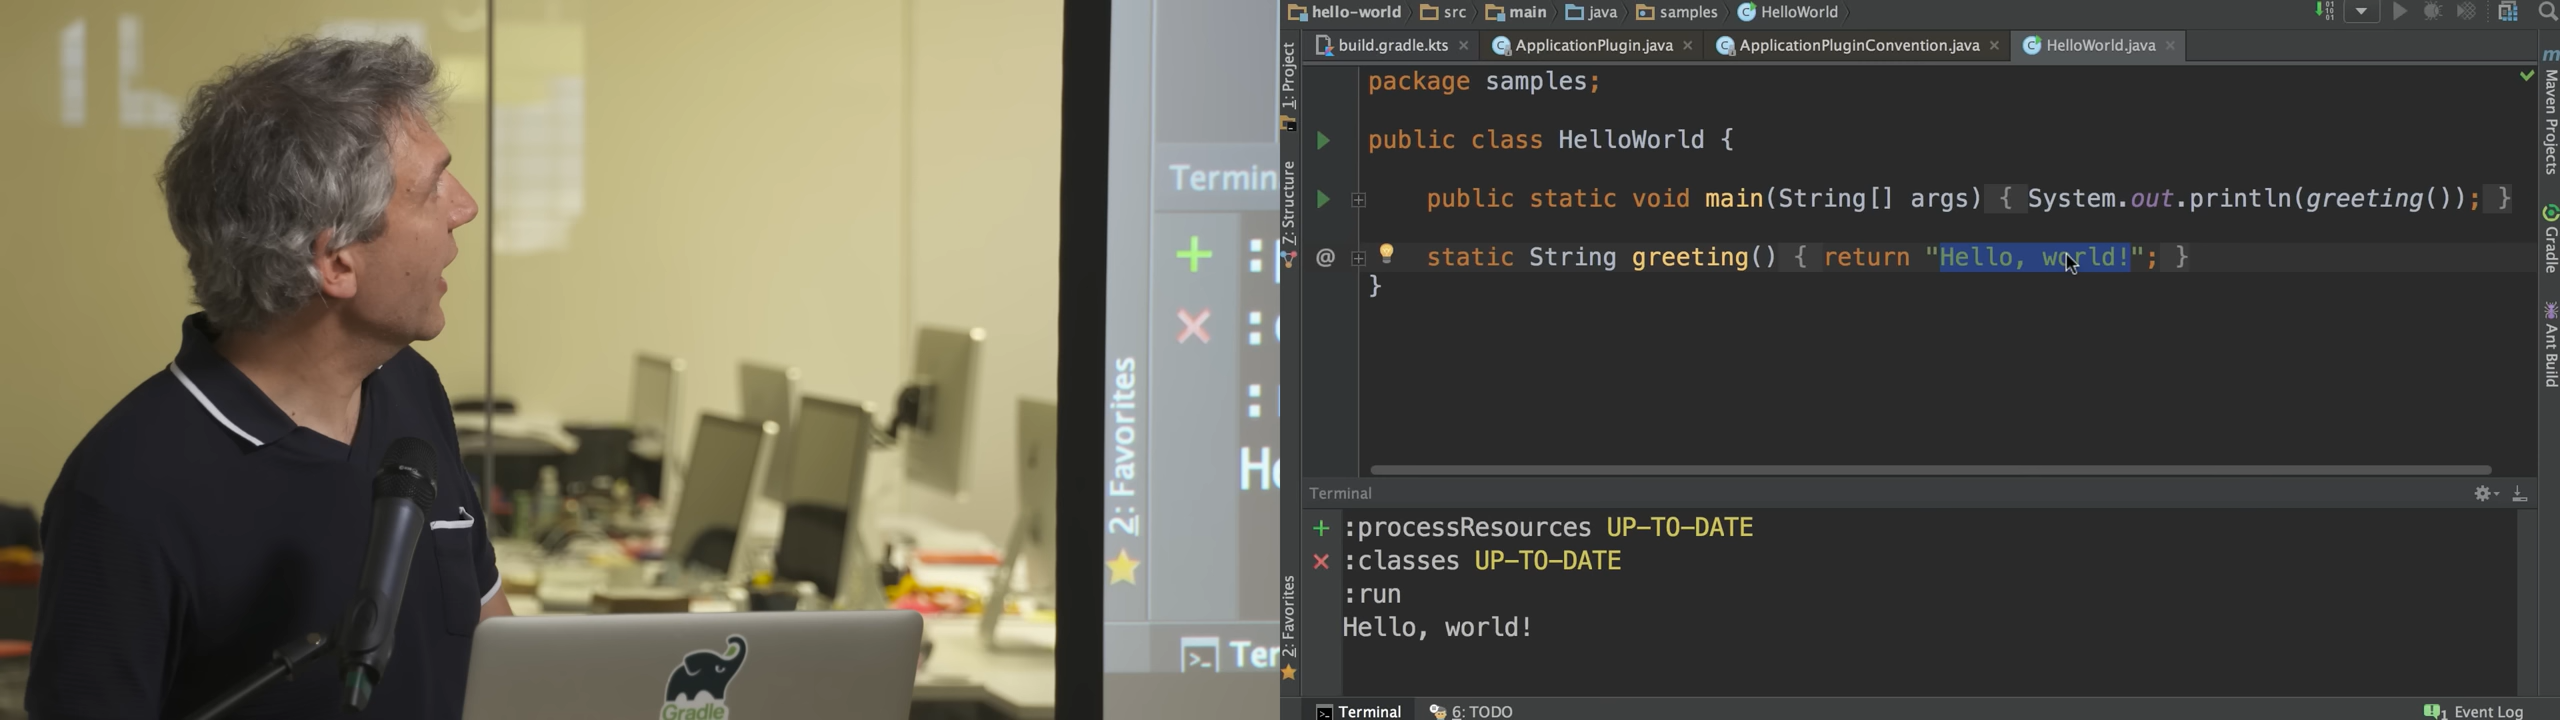 Termin
2: Favorites
Ter
Gradle
hello-world src main java samples HelloWorld
build.gradle.kts ApplicationPlugin.java ApplicationPluginConvention.java HelloWorld.java
1: Project
7: Structure
2: Favorites
package samples;
public class HelloWorld {
public static void main(String[] args) { System.out.println(greeting()); }
@ static String greeting() { return "Hello, world!"; }
}
Maven Projects
Gradle
Ant Build
Terminal
:processResources UP-TO-DATE
:classes UP-TO-DATE
:run
Hello, world!
Terminal 6: TODO
1 Event Log